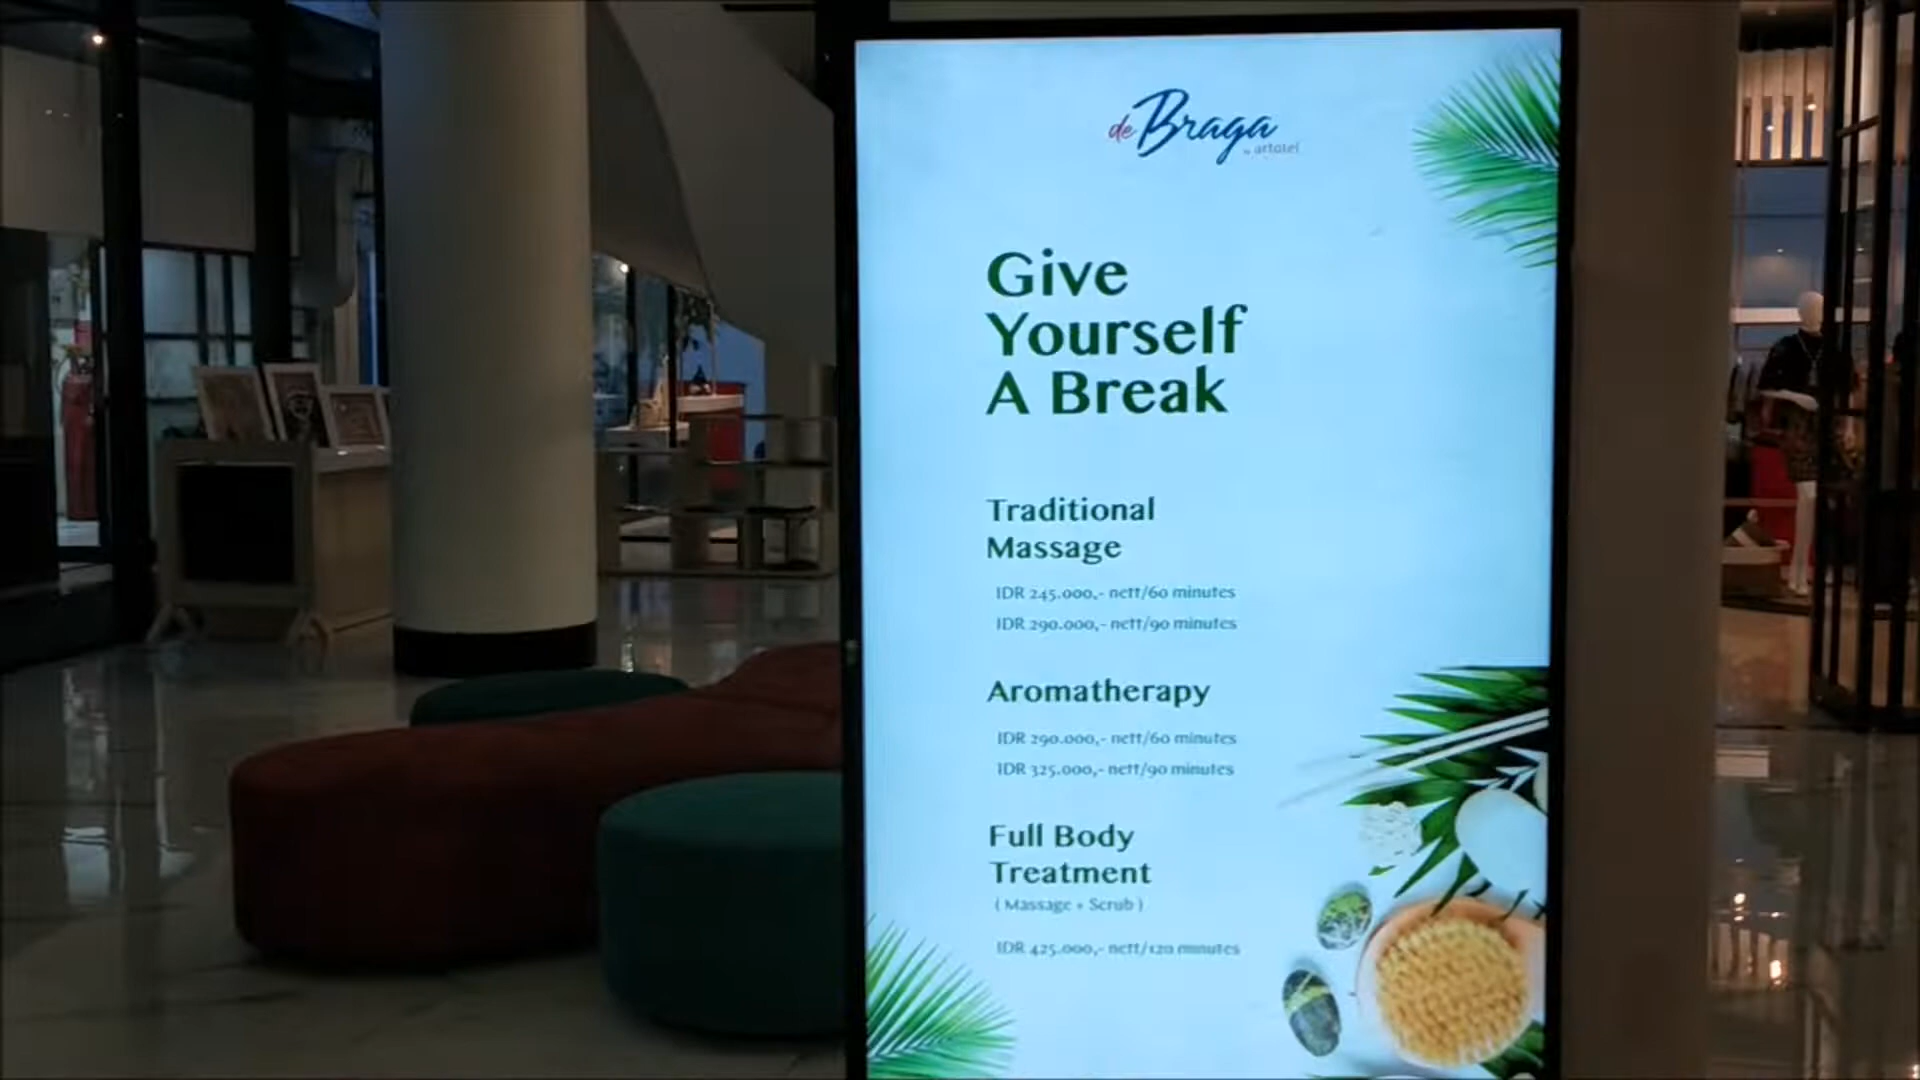 de Braga
by artotel
Give
Yourself
A Break
Traditional
Massage
IDR 245.000,- nett/60 minutes
IDR 290.000,- nett/90 minutes
Aromatherapy
IDR 290.000,- nett/60 minutes
IDR 325.000,- nett/90 minutes
Full Body
Treatment
( Massage + Scrub )
IDR 425.000,- nett/120 minutes